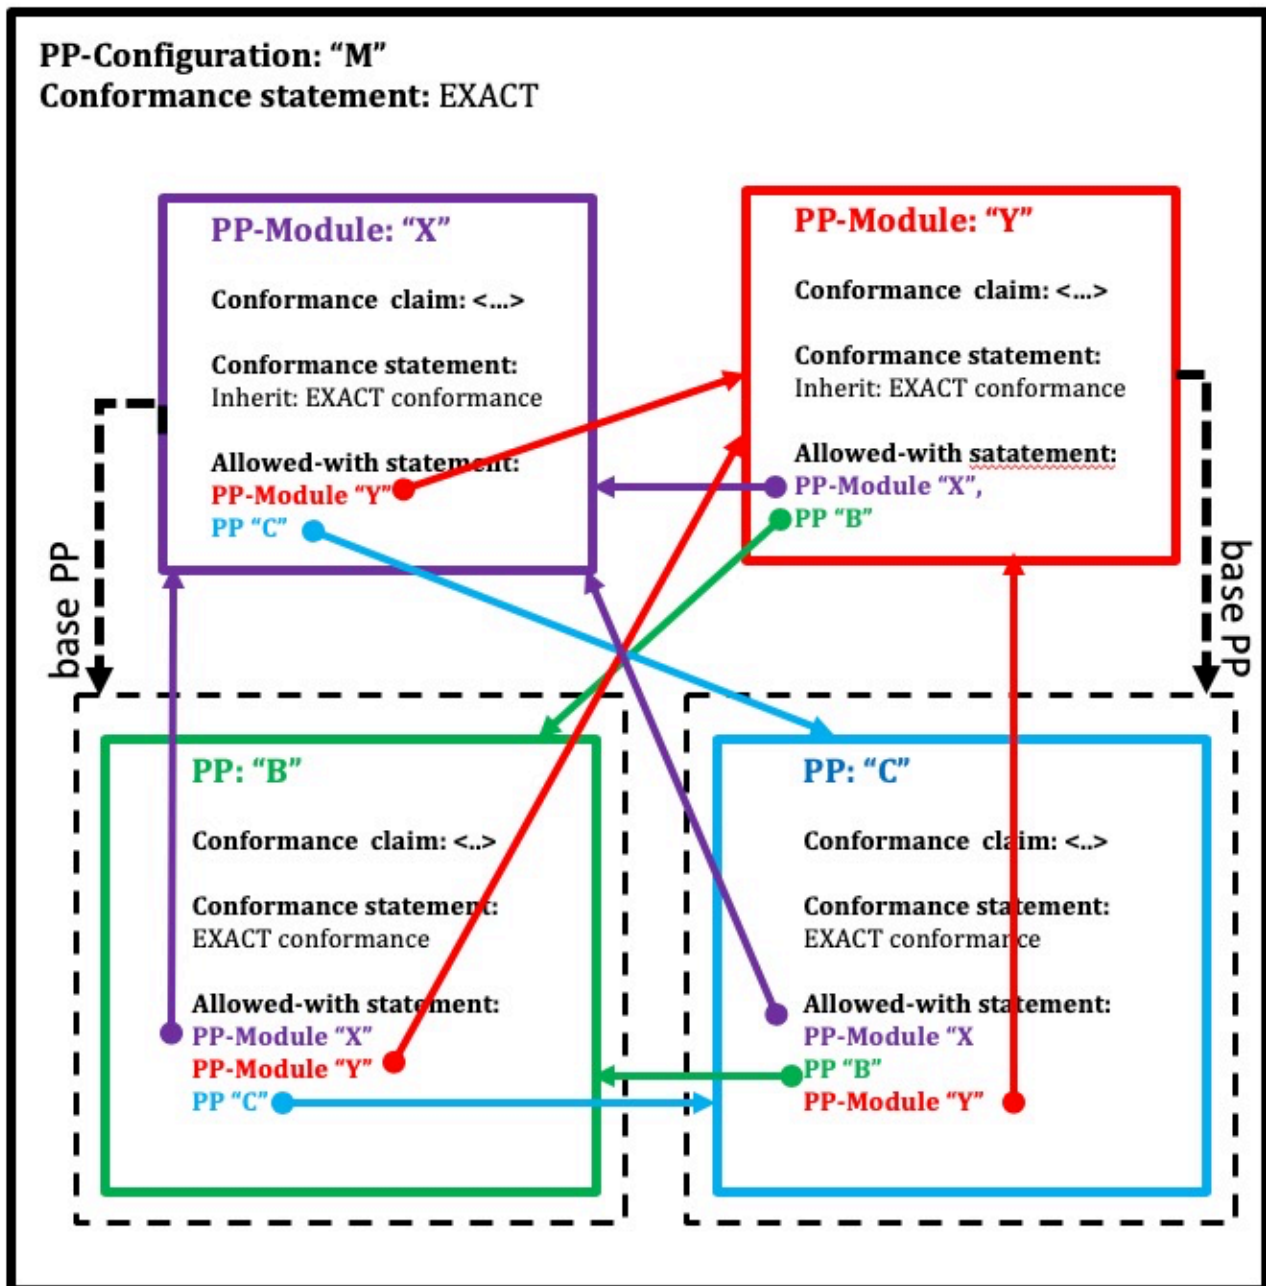 PP-Configuration: “M”
Conformance statement: EXACT
PP-Module: “X”
Conformance claim: <...>
Conformance statement:
Inherit: EXACT conformance
Allowed-with statement:
PP-Module “Y”
PP “C”
PP-Module: “Y”
Conformance claim: <...>
Conformance statement:
Inherit: EXACT conformance
Allowed-with satatement:
PP-Module “X”,
PP “B”
base PP
base PP
PP: “B”
Conformance claim: <..>
Conformance statement:
EXACT conformance
Allowed-with statement:
PP-Module “X”
PP-Module “Y”
PP “C”
PP: “C”
Conformance claim: <..>
Conformance statement:
EXACT conformance
Allowed-with statement:
PP-Module “X
PP “B”
PP-Module “Y”